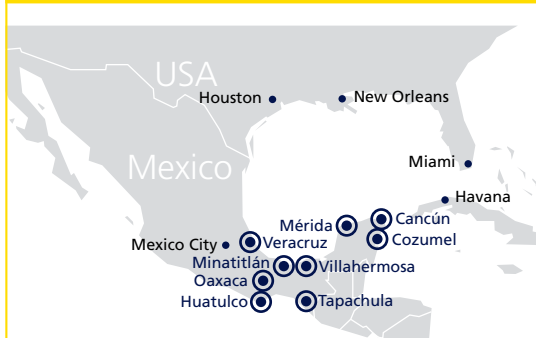 USA
Houston
New Orleans
Mexico
Miami
Havana
Mérida
Cancún
Mexico City
Veracruz
Cozumel
Minatitlán
Villahermosa
Oaxaca
Huatulco
Tapachula